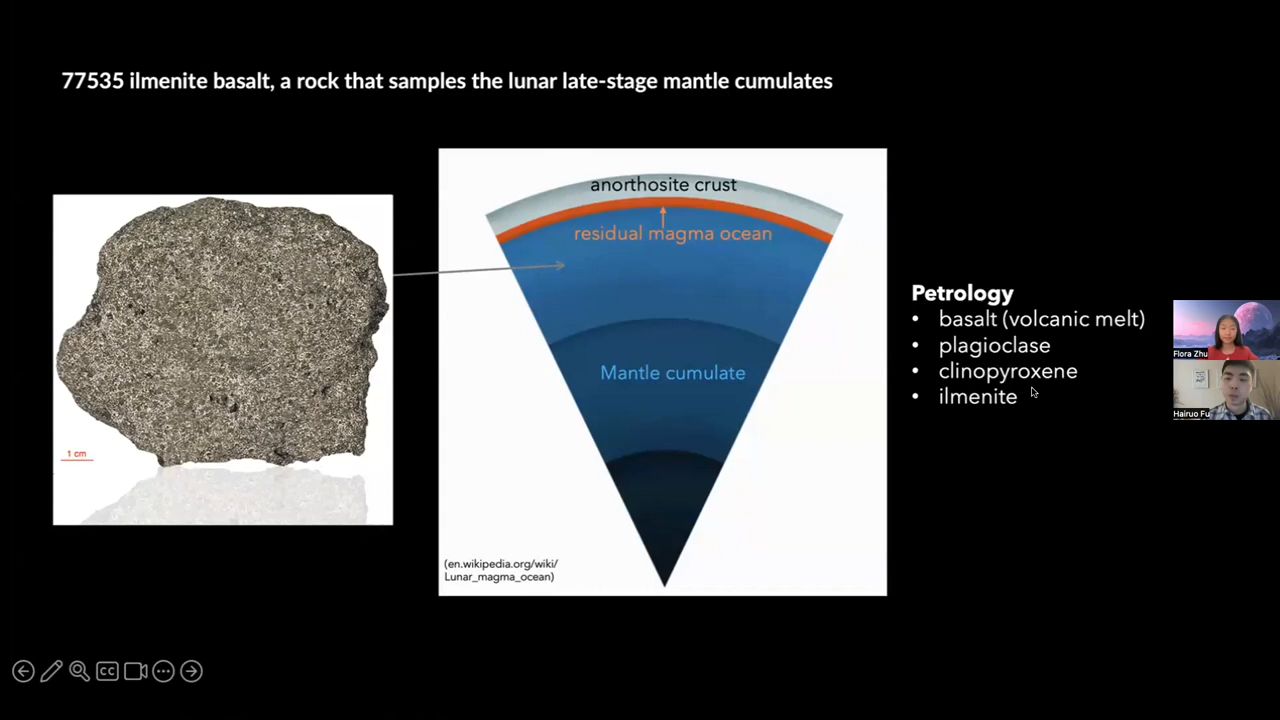 77535 ilmenite basalt, a rock that samples the lunar late-stage mantle cumulates
1 cm
anorthosite crust
residual magma ocean
Mantle cumulate
(en.wikipedia.org/wiki/
Lunar_magma_ocean)
Petrology
• basalt (volcanic melt)
• plagioclase
• clinopyroxene
• ilmenite
Flora Zhu
Hairuo Fu
CC